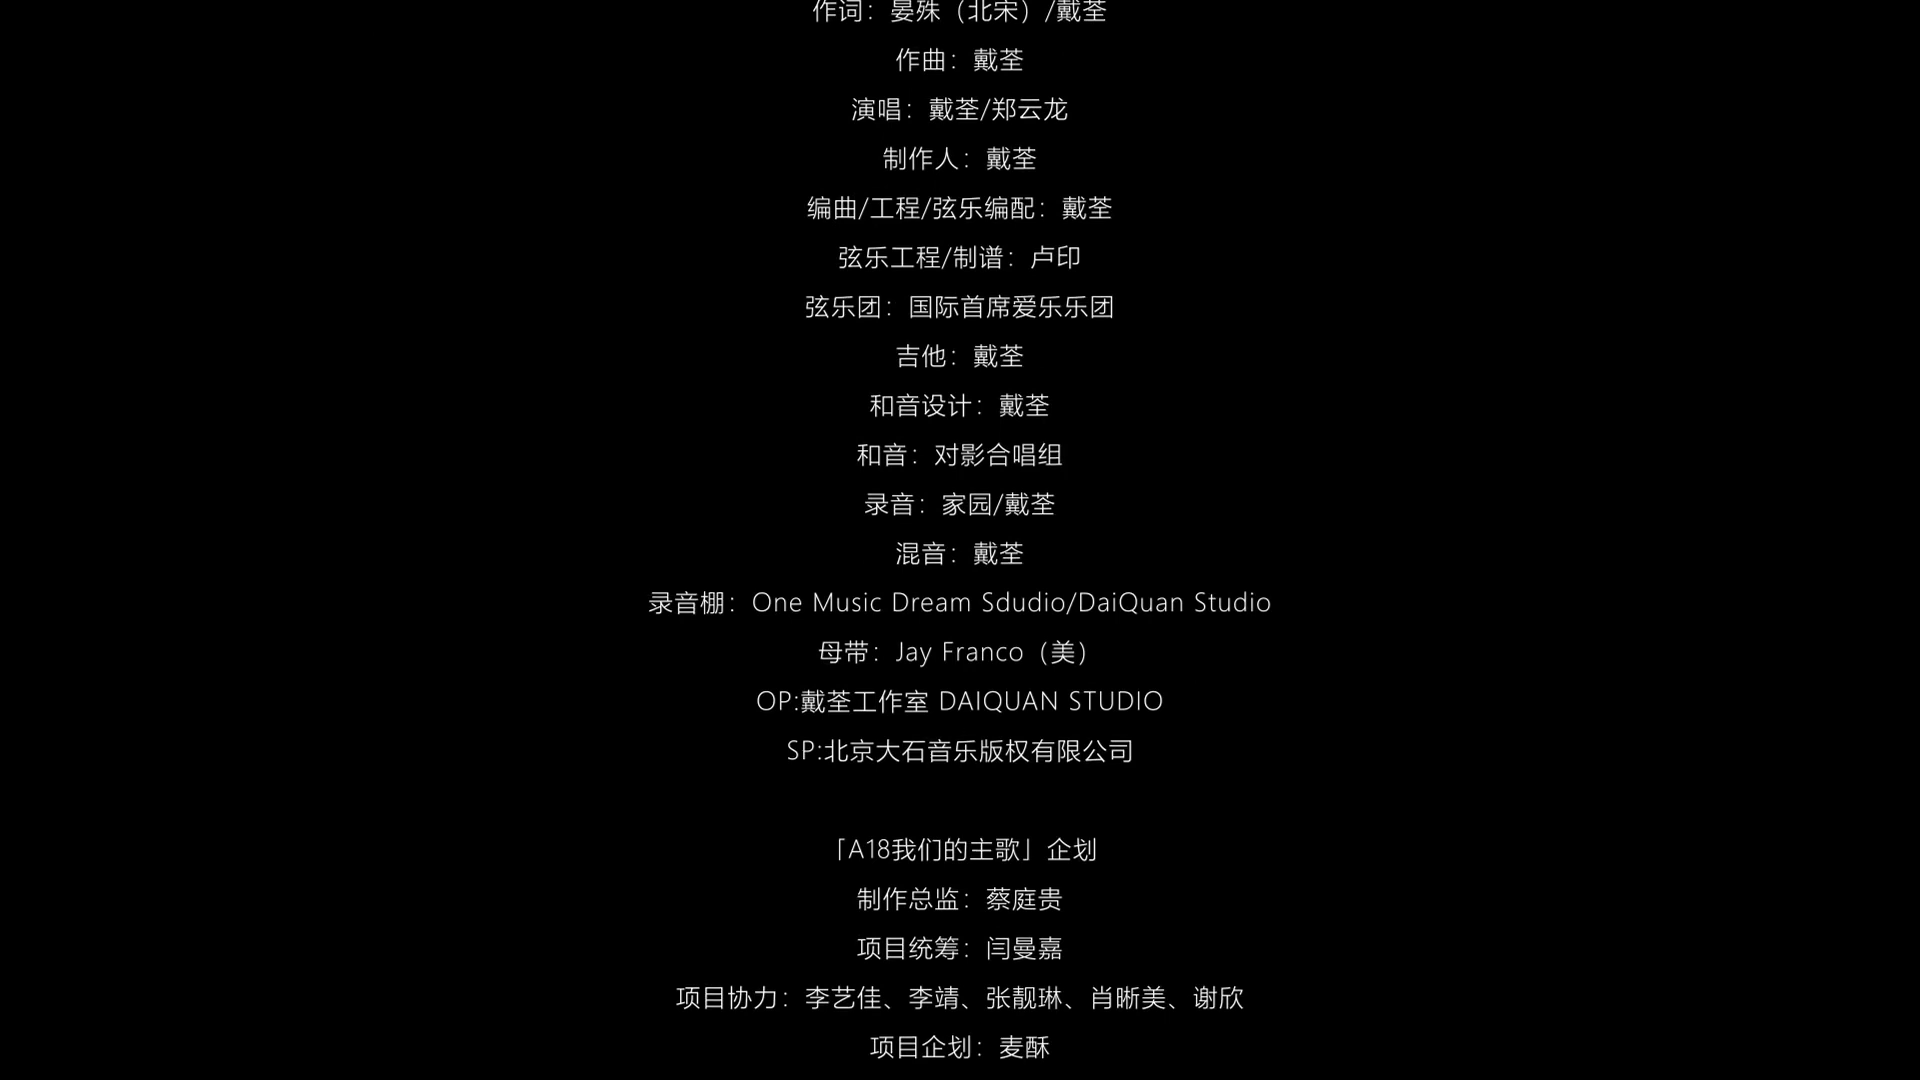 作词：晏殊（北宋）/戴荃
作曲：戴荃
演唱：戴荃/郑云龙
制作人：戴荃
编曲/工程/弦乐编配：戴荃
弦乐工程/制谱：卢印
弦乐团：国际首席爱乐乐团
吉他：戴荃
和音设计：戴荃
和音：对影合唱组
录音：家园/戴荃
混音：戴荃
录音棚：One Music Dream Sdudio/DaiQuan Studio
母带：Jay Franco（美）
OP:戴荃工作室 DAIQUAN STUDIO
SP:北京大石音乐版权有限公司
「A18我们的主歌」企划
制作总监：蔡庭贵
项目统筹：闫曼嘉
项目协力：李艺佳、李靖、张靓琳、肖晰美、谢欣
项目企划：麦酥